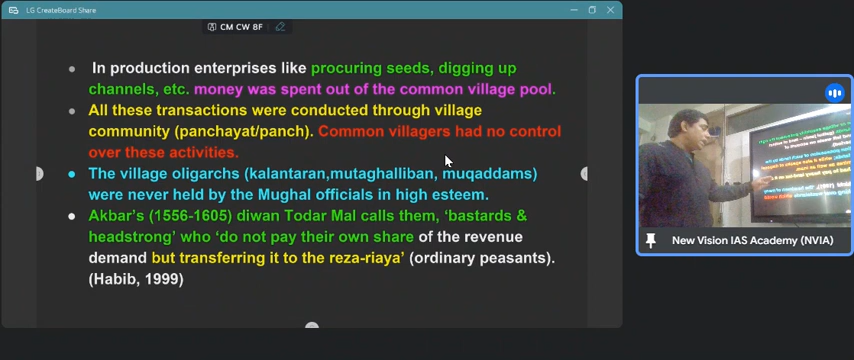 LG CreateBoard Share
CM CW BF
In production enterprises like procuring seeds, digging up
channels, etc. money was spent out of the common village pool.
All these transactions were conducted through village
community (panchayat/panch). Common villagers had no control
over these activities.
The village oligarchs (kalantaran,mutaghalliban, muqaddams)
were never held by the Mughal officials in high esteem.
Akbar's (1556-1605) diwan Todar Mal calls them, 'bastards &
headstrong' who 'do not pay their own share of the revenue
demand but transferring it to the reza-riaya' (ordinary peasants).
(Habib, 1999)
New Vision IAS Academy (NVIA)